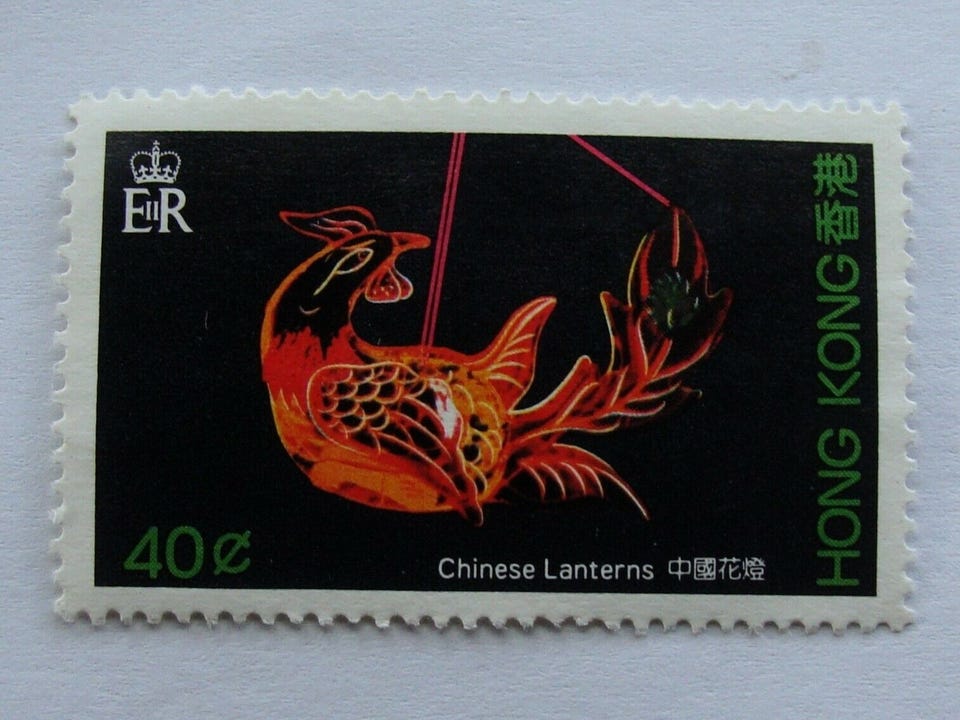 EIIR
40¢
Chinese Lanterns 中國花燈
HONG KONG 香港